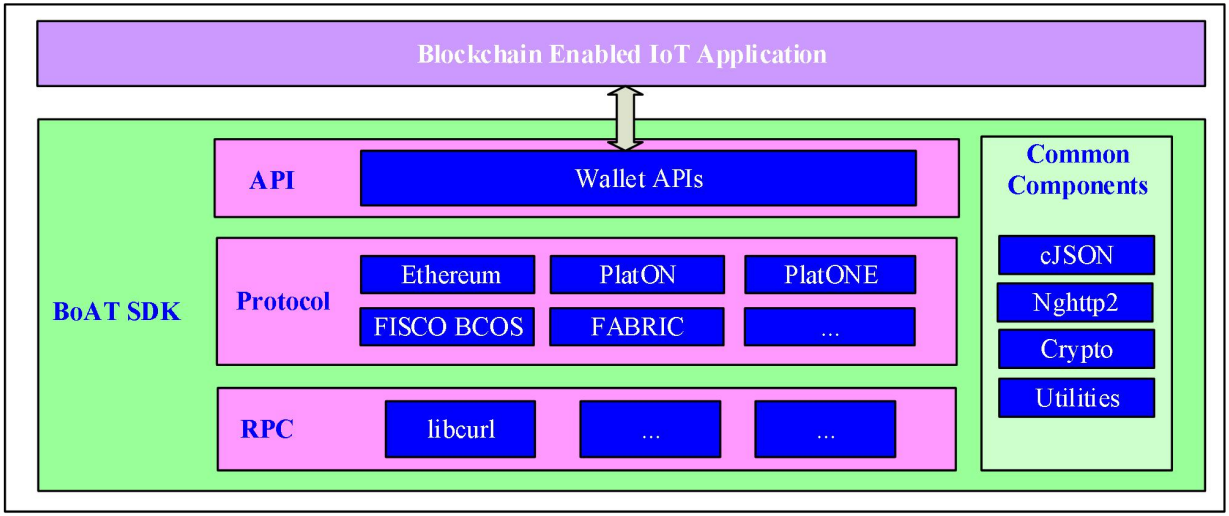 Blockchain Enabled IoT Application
BoAT SDK
API
Wallet APIs
Protocol
Ethereum
PlatON
PlatONE
FISCO BCOS
FABRIC
...
RPC
libcurl
...
...
Common
Components
cJSON
Nghttp2
Crypto
Utilities